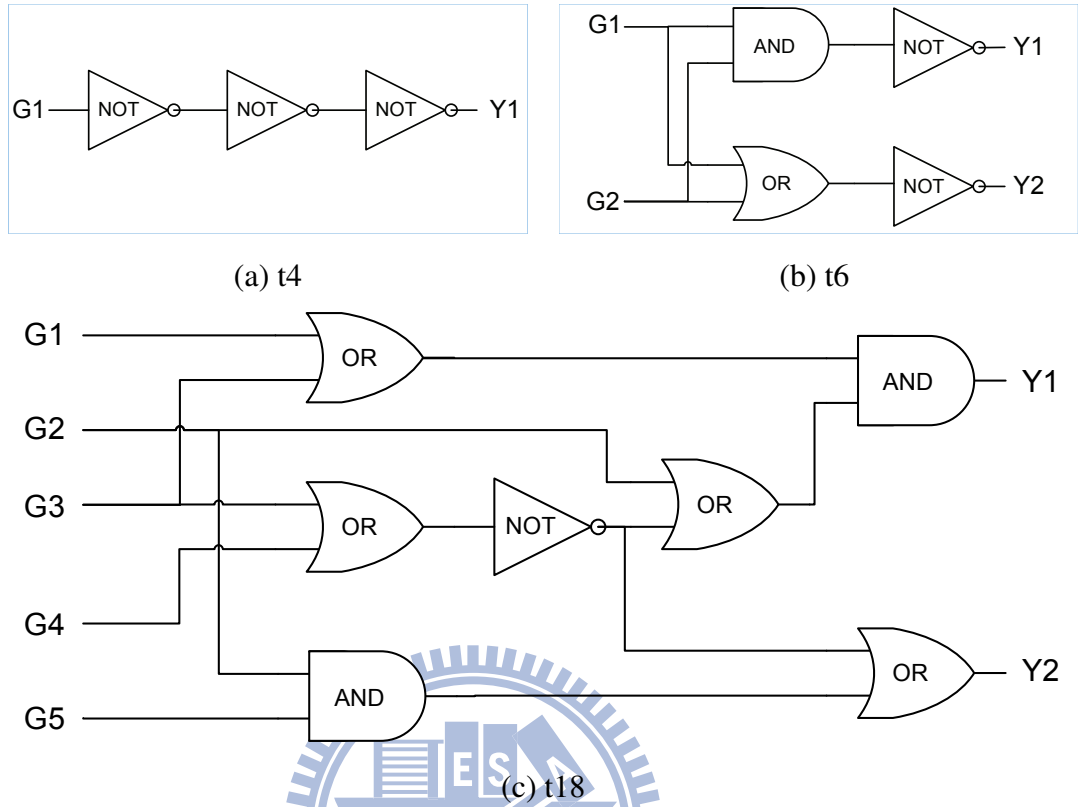 G1 NOT NOT NOT Y1
G1 AND NOT Y1
G2 OR NOT Y2
(a) t4
(b) t6
G1 OR AND Y1
G2
G3 OR NOT OR
G4
G5 AND OR Y2
E S A
(c) t18